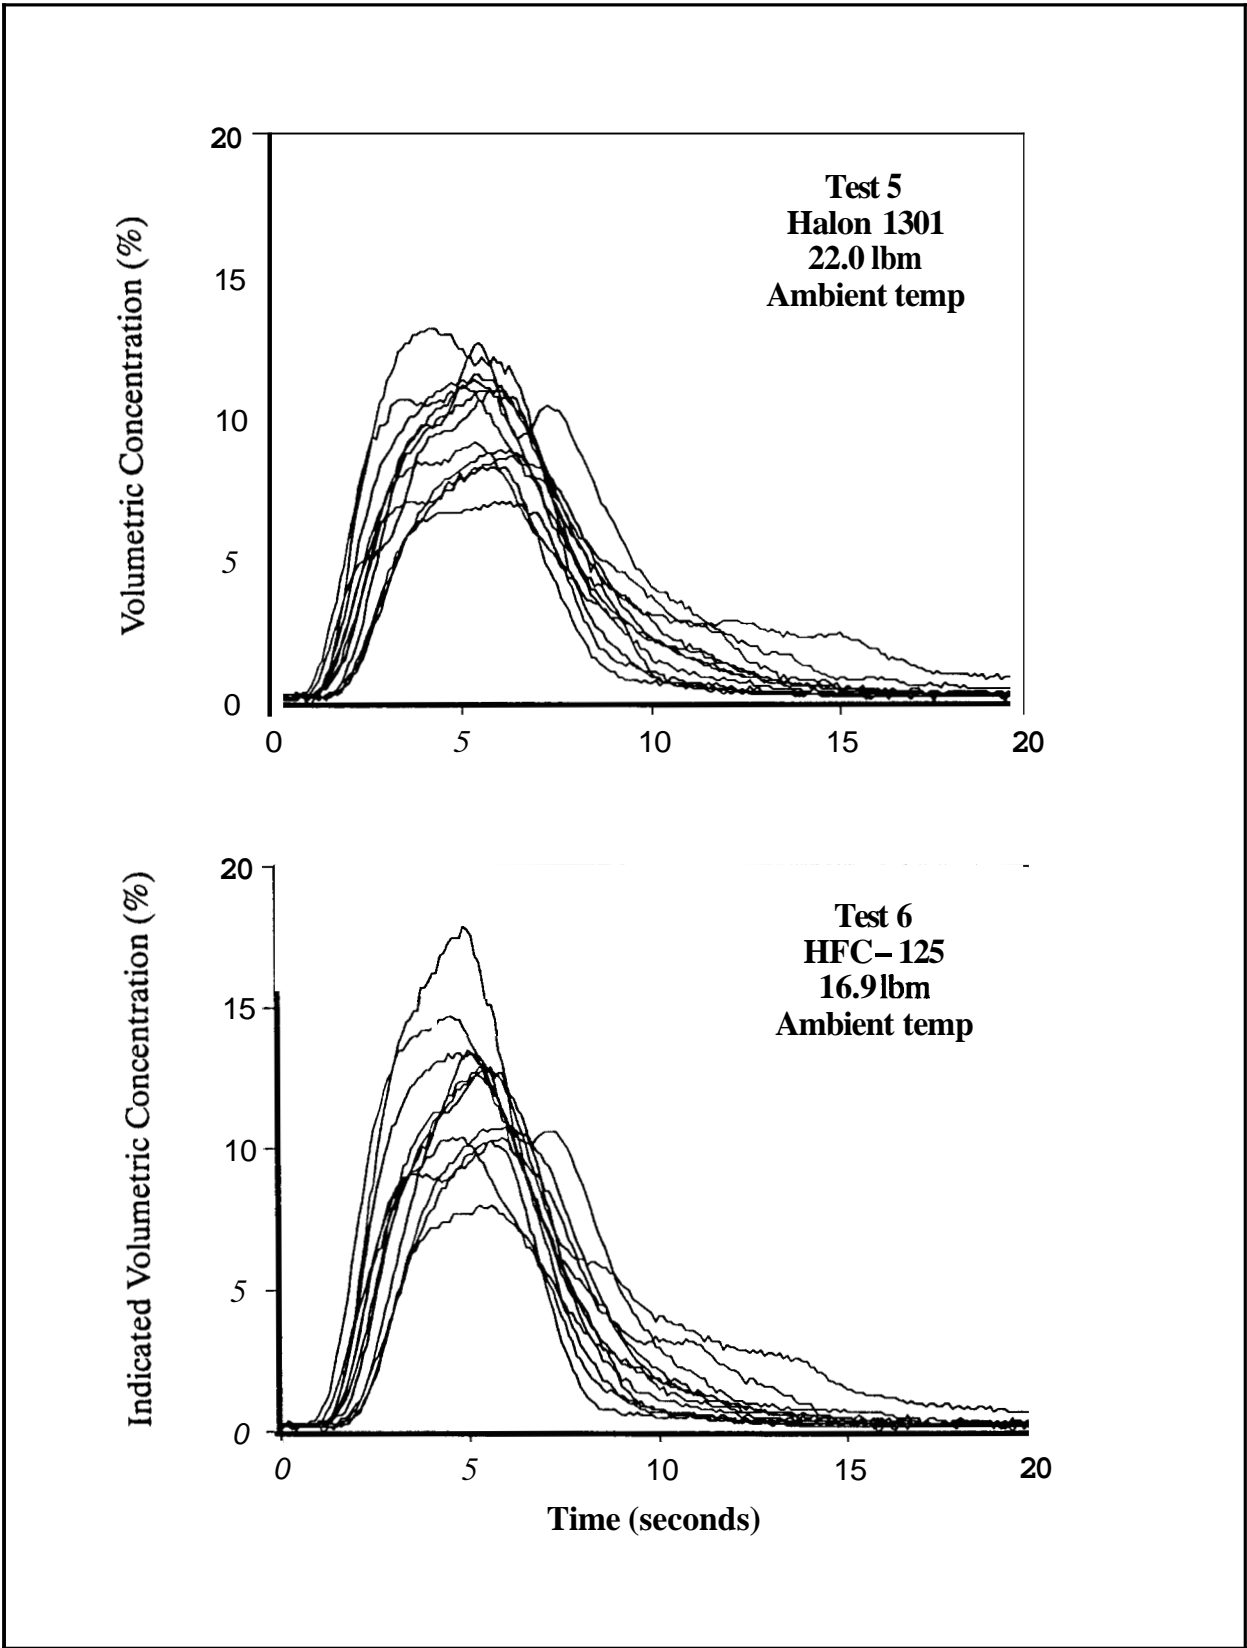 Volumetric Concentration (%)
20
15
10
5
0
Test 5
Halon 1301
22.0 lbm
Ambient temp
0 5 10 15 20
Indicated Volumetric Concentration (%)
20
15
10
5
0
Test 6
HFC-125
16.9 lbm
Ambient temp
0 5 10 15 20
Time (seconds)